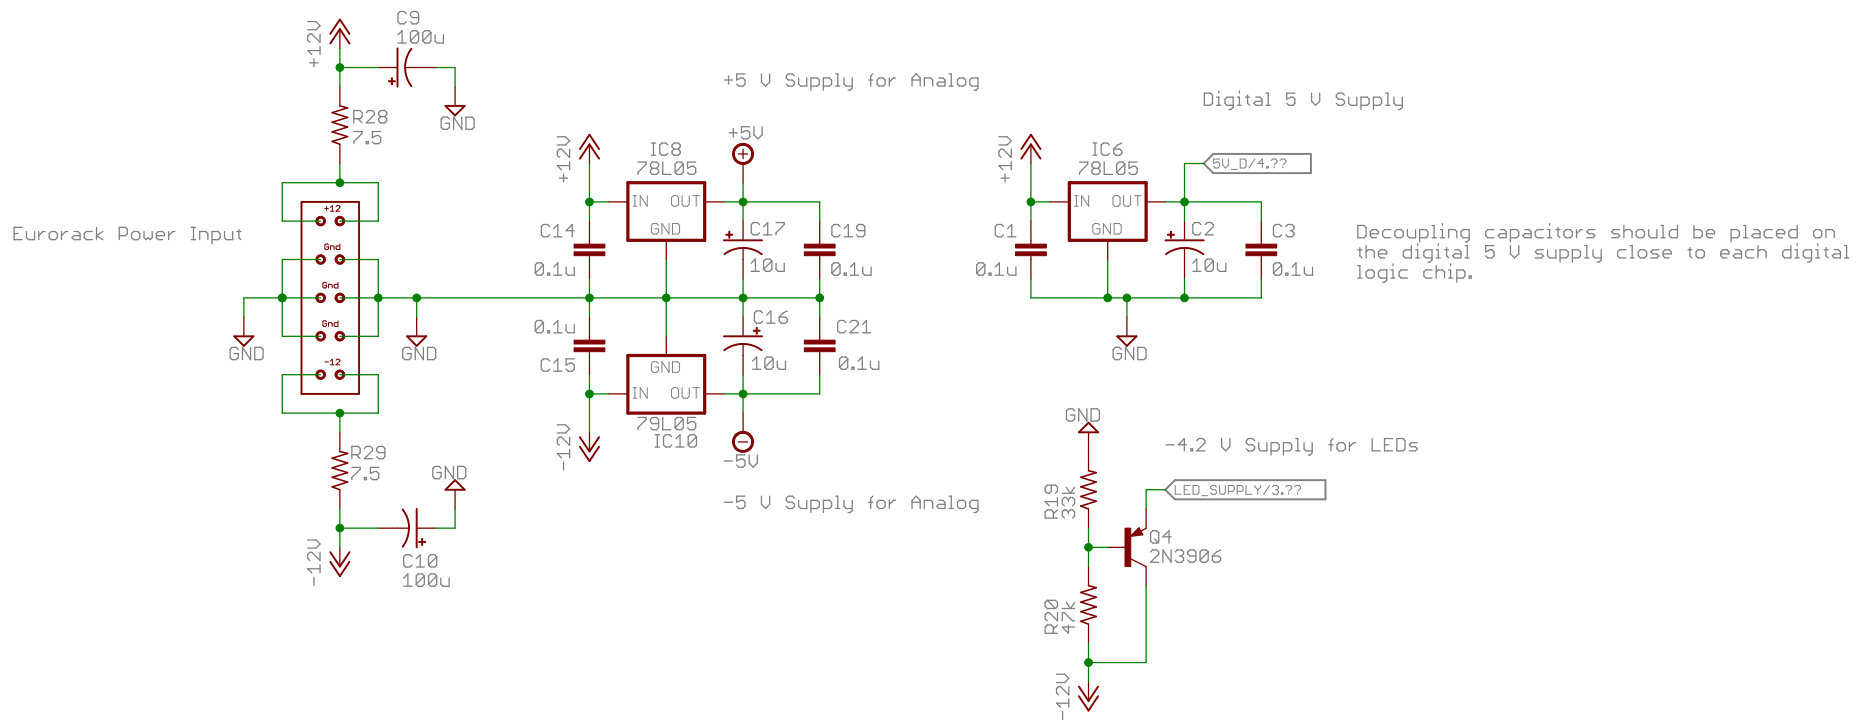 +12V
C9
100u
GND
R28
7.5
Eurorack Power Input
+12
Gnd
Gnd
Gnd
-12
GND
GND
R29
7.5
GND
-12V
C10
100u
+5 V Supply for Analog
+12V
IC8
78L05
+5V
IN
OUT
GND
C14
0.1u
C17
10u
C19
0.1u
0.1u
C15
C16
10u
C21
0.1u
GND
IN
OUT
79L05
IC10
-12V
-5V
-5 V Supply for Analog
Digital 5 V Supply
+12V
IC6
78L05
5V_D/4.??
IN
OUT
GND
C1
0.1u
C2
10u
C3
0.1u
GND
Decoupling capacitors should be placed on
the digital 5 V supply close to each digital
logic chip.
GND
-4.2 V Supply for LEDs
LED_SUPPLY/3.??
R19
33k
Q4
2N3906
R20
47k
-12V